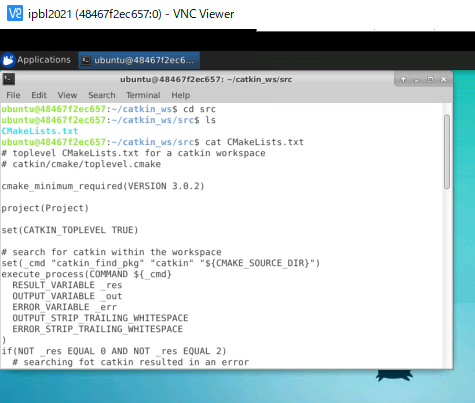 ipbl2021 (48467f2ec657:0) - VNC Viewer
Applications
ubuntu@48467f2ec6...
ubuntu@48467f2ec657: ~/catkin_ws/src
File Edit View Search Terminal Help
ubuntu@48467f2ec657:~/catkin_ws$ cd src
ubuntu@48467f2ec657:~/catkin_ws/src$ ls
CMakeLists.txt
ubuntu@48467f2ec657:~/catkin_ws/src$ cat CMakeLists.txt
# toplevel CMakeLists.txt for a catkin workspace
# catkin/cmake/toplevel.cmake
cmake_minimum_required(VERSION 3.0.2)
project(Project)
set(CATKIN_TOPLEVEL TRUE)
# search for catkin within the workspace
set(_cmd "catkin_find_pkg" "catkin" "${CMAKE_SOURCE_DIR}")
execute_process(COMMAND ${_cmd}
  RESULT_VARIABLE _res
  OUTPUT_VARIABLE _out
  ERROR_VARIABLE _err
  OUTPUT_STRIP_TRAILING_WHITESPACE
  ERROR_STRIP_TRAILING_WHITESPACE
)
if(NOT _res EQUAL 0 AND NOT _res EQUAL 2)
  # searching fot catkin resulted in an error